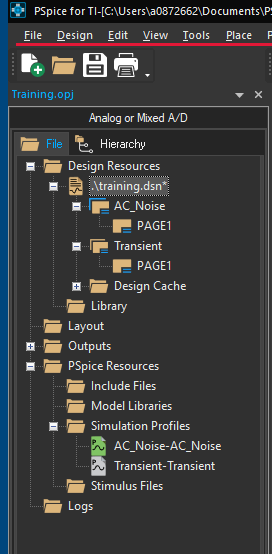 PSpice for TI-[C:\Users\a0872662\Documents\PS
File Design Edit View Tools Place
Training.opj
Analog or Mixed A/D
File Hierarchy
Design Resources
.\training.dsn*
AC_Noise
PAGE1
Transient
PAGE1
Design Cache
Library
Layout
Outputs
PSpice Resources
Include Files
Model Libraries
Simulation Profiles
AC_Noise-AC_Noise
Transient-Transient
Stimulus Files
Logs